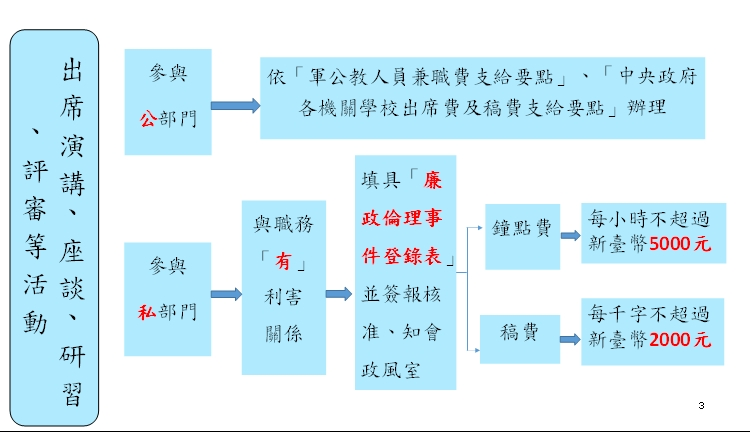 出席演講、座談、研習
、評審等活動
參與
公部門
依「軍公教人員兼職費支給要點」、「中央政府
各機關學校出席費及稿費支給要點」辦理
參與
私部門
與職務
「有」
利害
關係
填具「廉
政倫理事
件登錄表」
並簽報核
准、知會
政風室
鐘點費
每小時不超過
新臺幣5000元
稿費
每千字不超過
新臺幣2000元
3